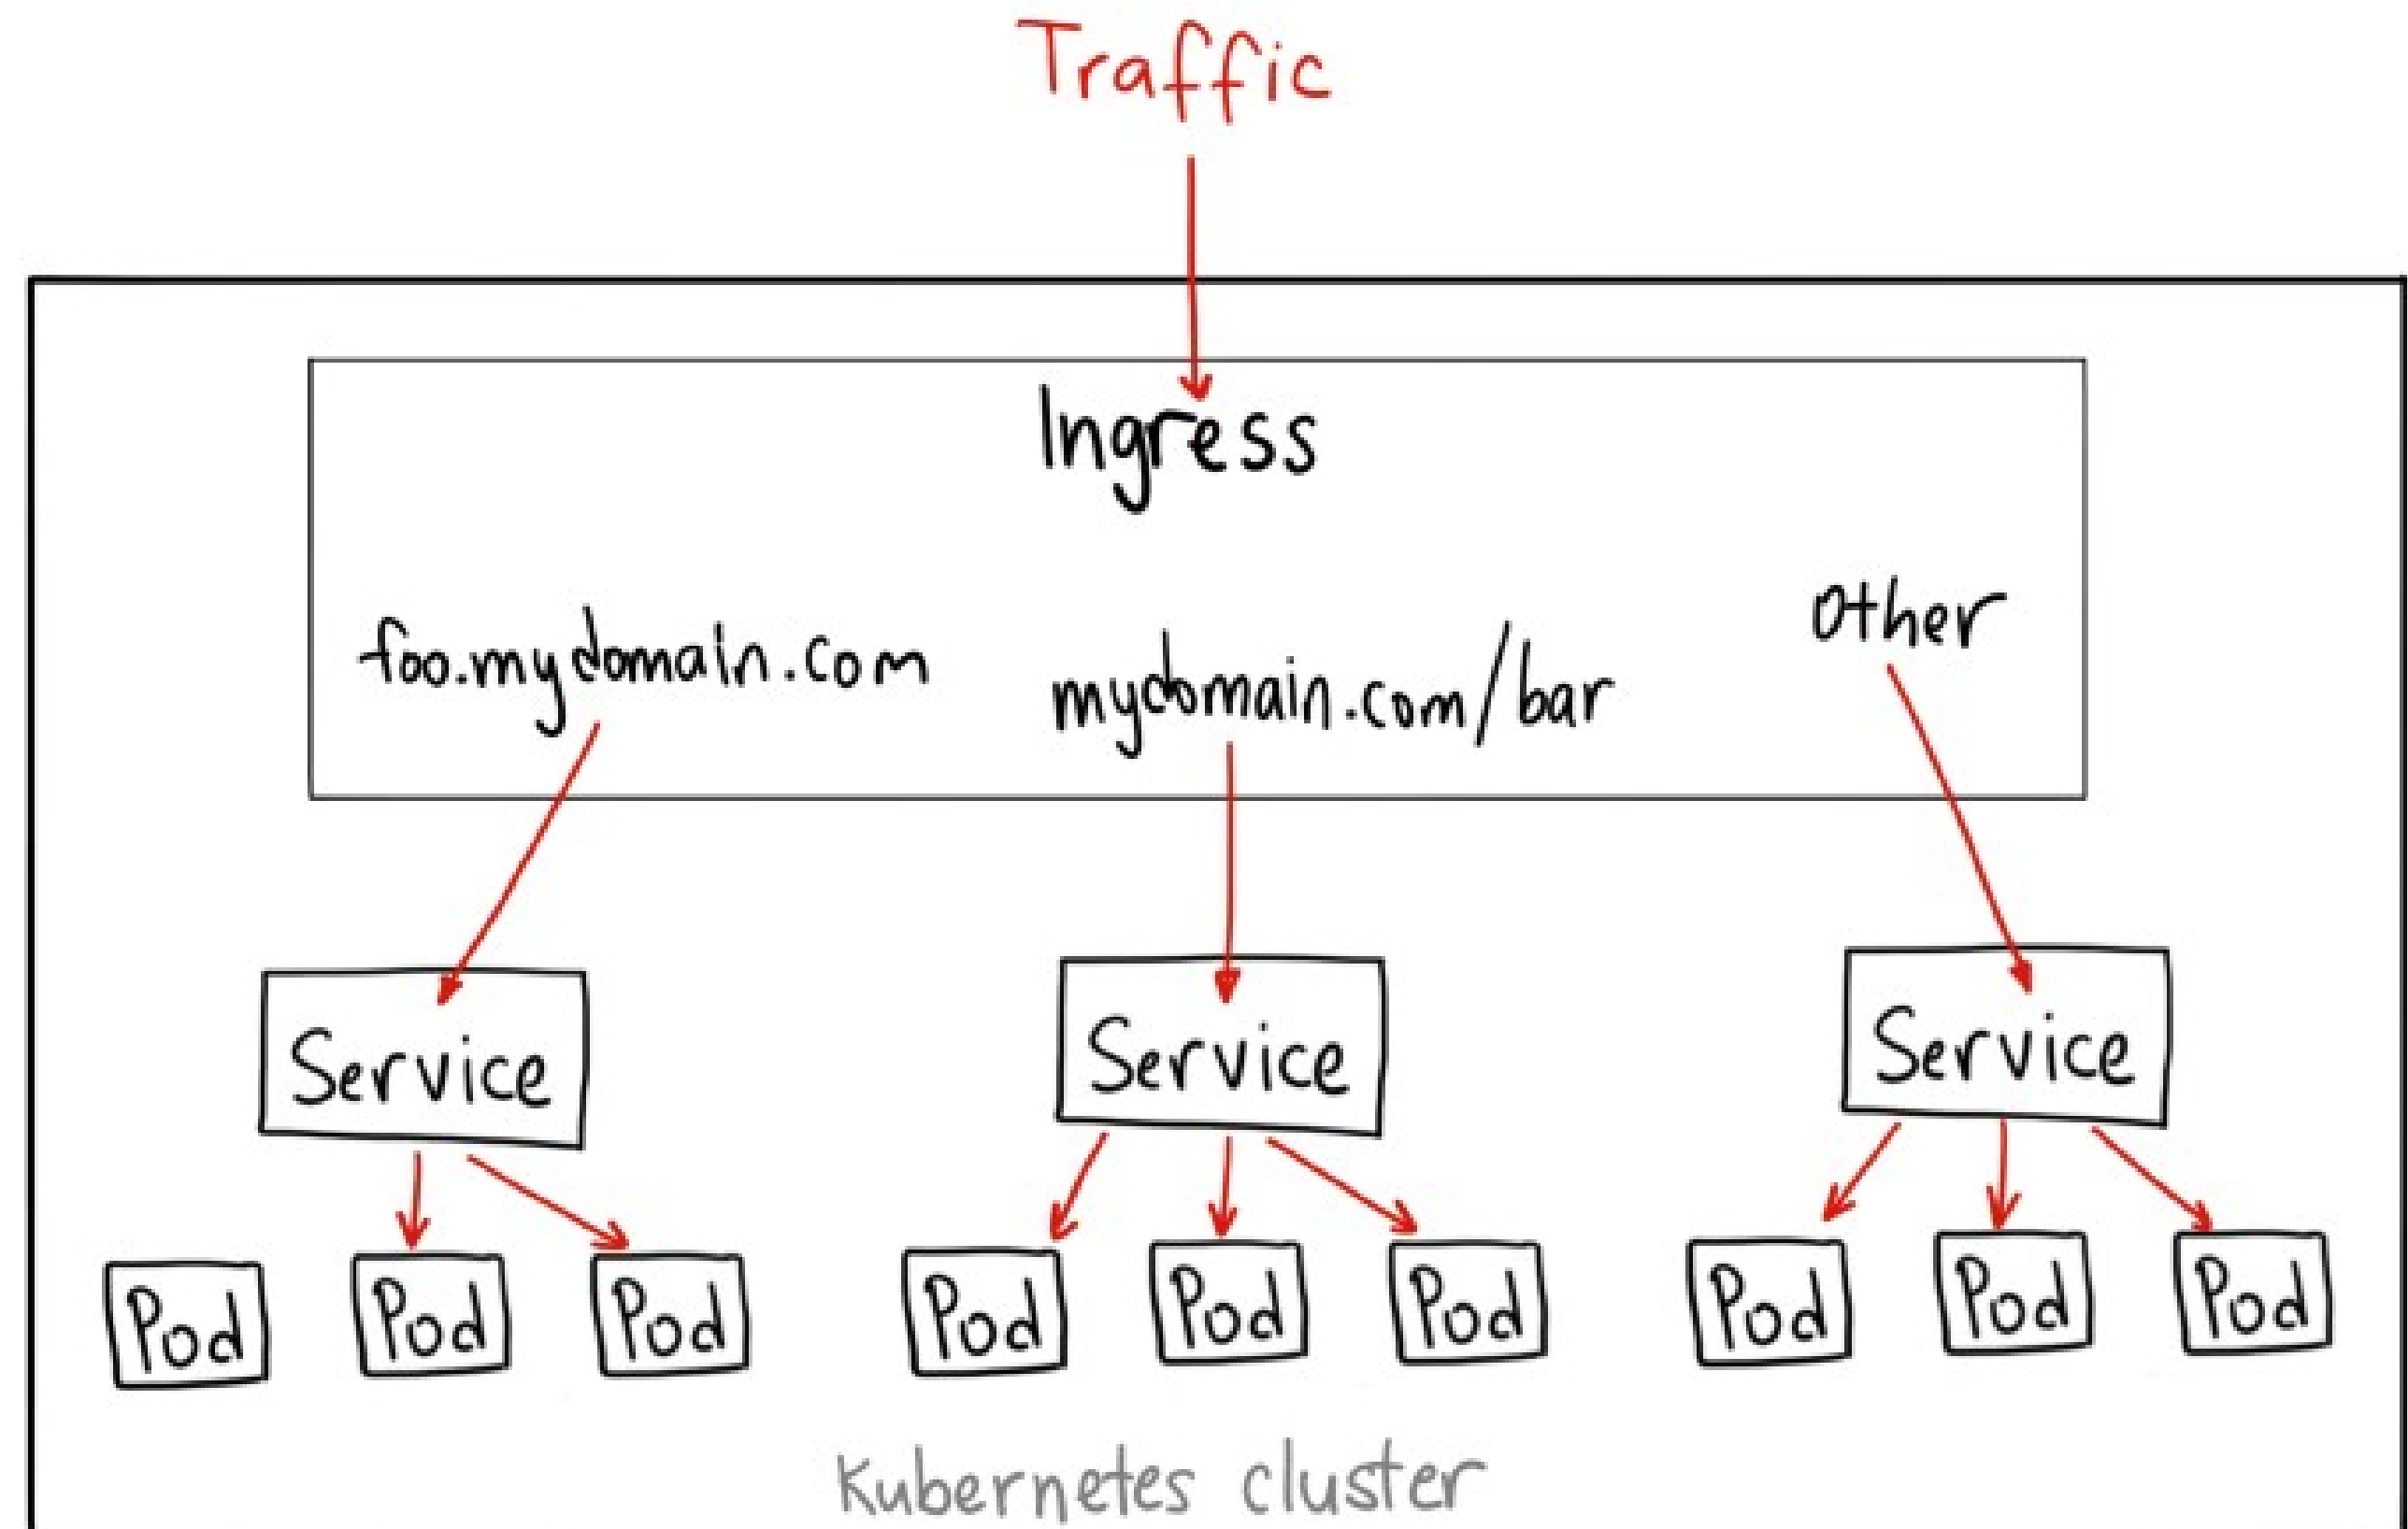 Traffic
Ingress
foo.mydomain.com
mydomain.com/bar
Other
Service
Service
Service
Pod
Pod
Pod
Pod
Pod
Pod
Pod
Pod
Pod
Kubernetes cluster